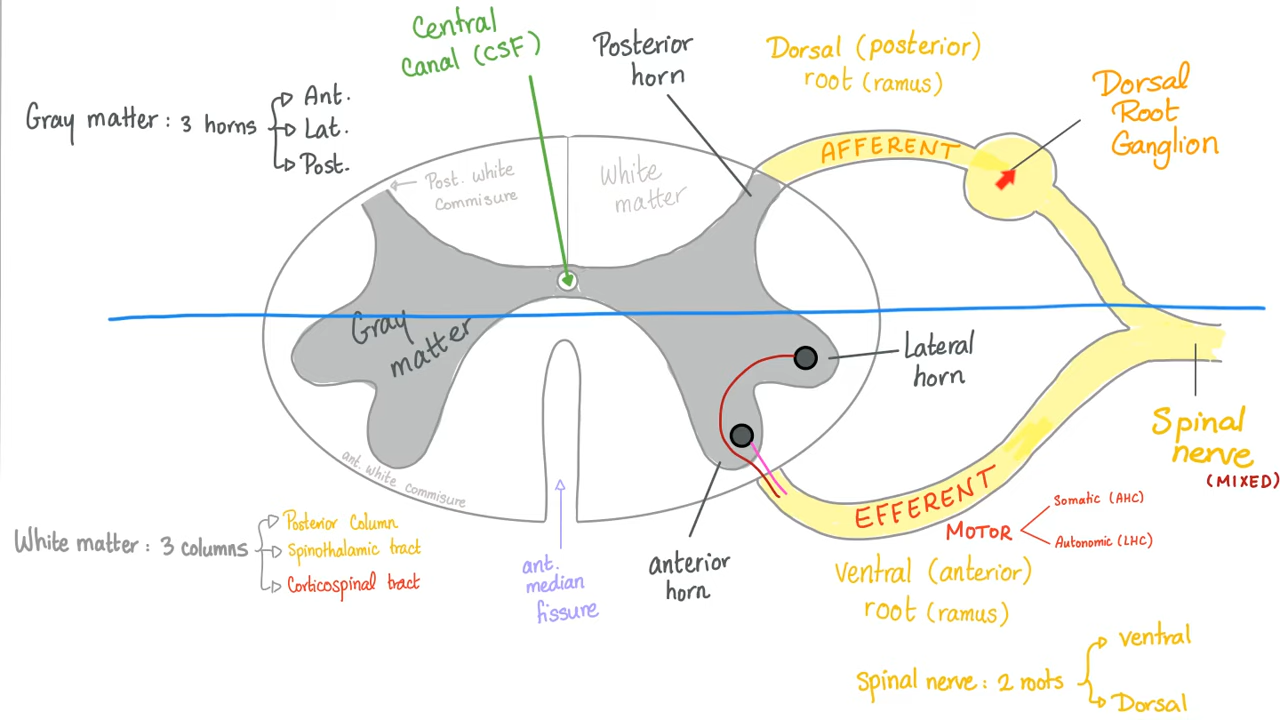 Central
Canal (CSF)
Posterior
horn
Dorsal (posterior)
root (ramus)
Dorsal
Root
Ganglion
Gray matter : 3 horns
Ant.
Lat.
Post.
AFFERENT
Post. white
commisure
White
matter
Gray
matter
Lateral
horn
Spinal
nerve
(MIXED)
ant. white commisure
EFFERENT
MOTOR
Somatic (AHC)
Autonomic (LHC)
White matter : 3 columns
Posterior Column
Spinothalamic tract
Corticospinal tract
ant.
median
fissure
anterior
horn
Ventral (anterior)
root (ramus)
Spinal nerve : 2 roots
ventral
Dorsal